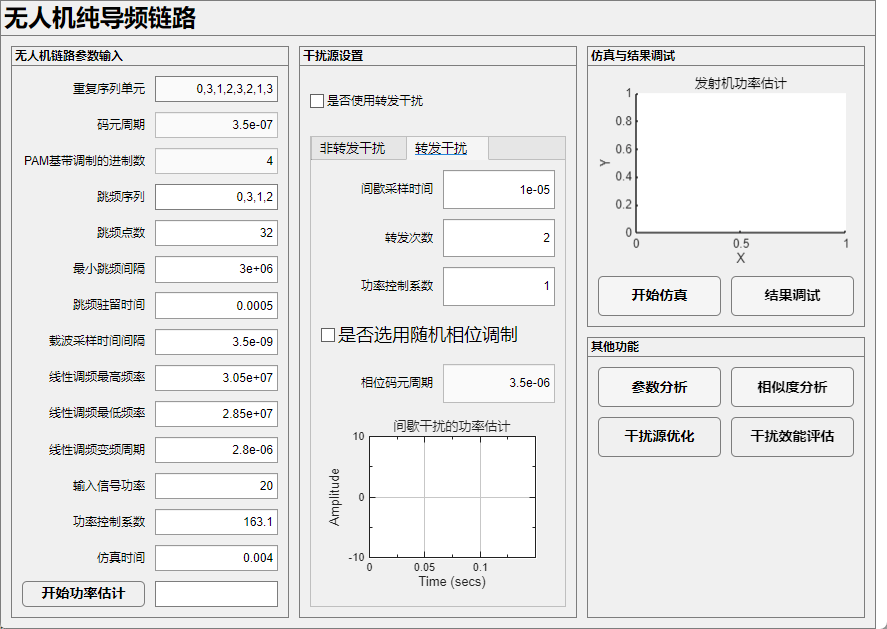 无人机纯导频链路
无人机链路参数输入
重复序列单元 0,3,1,2,3,2,1,3
码元周期 3.5e-07
PAM基带调制的进制数 4
跳频序列 0,3,1,2
跳频点数 32
最小跳频间隔 3e+06
跳频驻留时间 0.0005
载波采样时间间隔 3.5e-09
线性调频最高频率 3.05e+07
线性调频最低频率 2.85e+07
线性调频变频周期 2.8e-06
输入信号功率 20
功率控制系数 163.1
仿真时间 0.004
开始功率估计
干扰源设置
是否使用转发干扰
非转发干扰 转发干扰
间歇采样时间 1e-05
转发次数 2
功率控制系数 1
是否选用随机相位调制
相位码元周期 3.5e-06
间歇干扰的功率估计
10
0
-10
Amplitude
0 0.05 0.1
Time (secs)
仿真与结果调试
发射机功率估计
1
0.8
0.6
0.4
0.2
0
Y
0 0.5 1
X
开始仿真 结果调试
其他功能
参数分析 相似度分析
干扰源优化 干扰效能评估